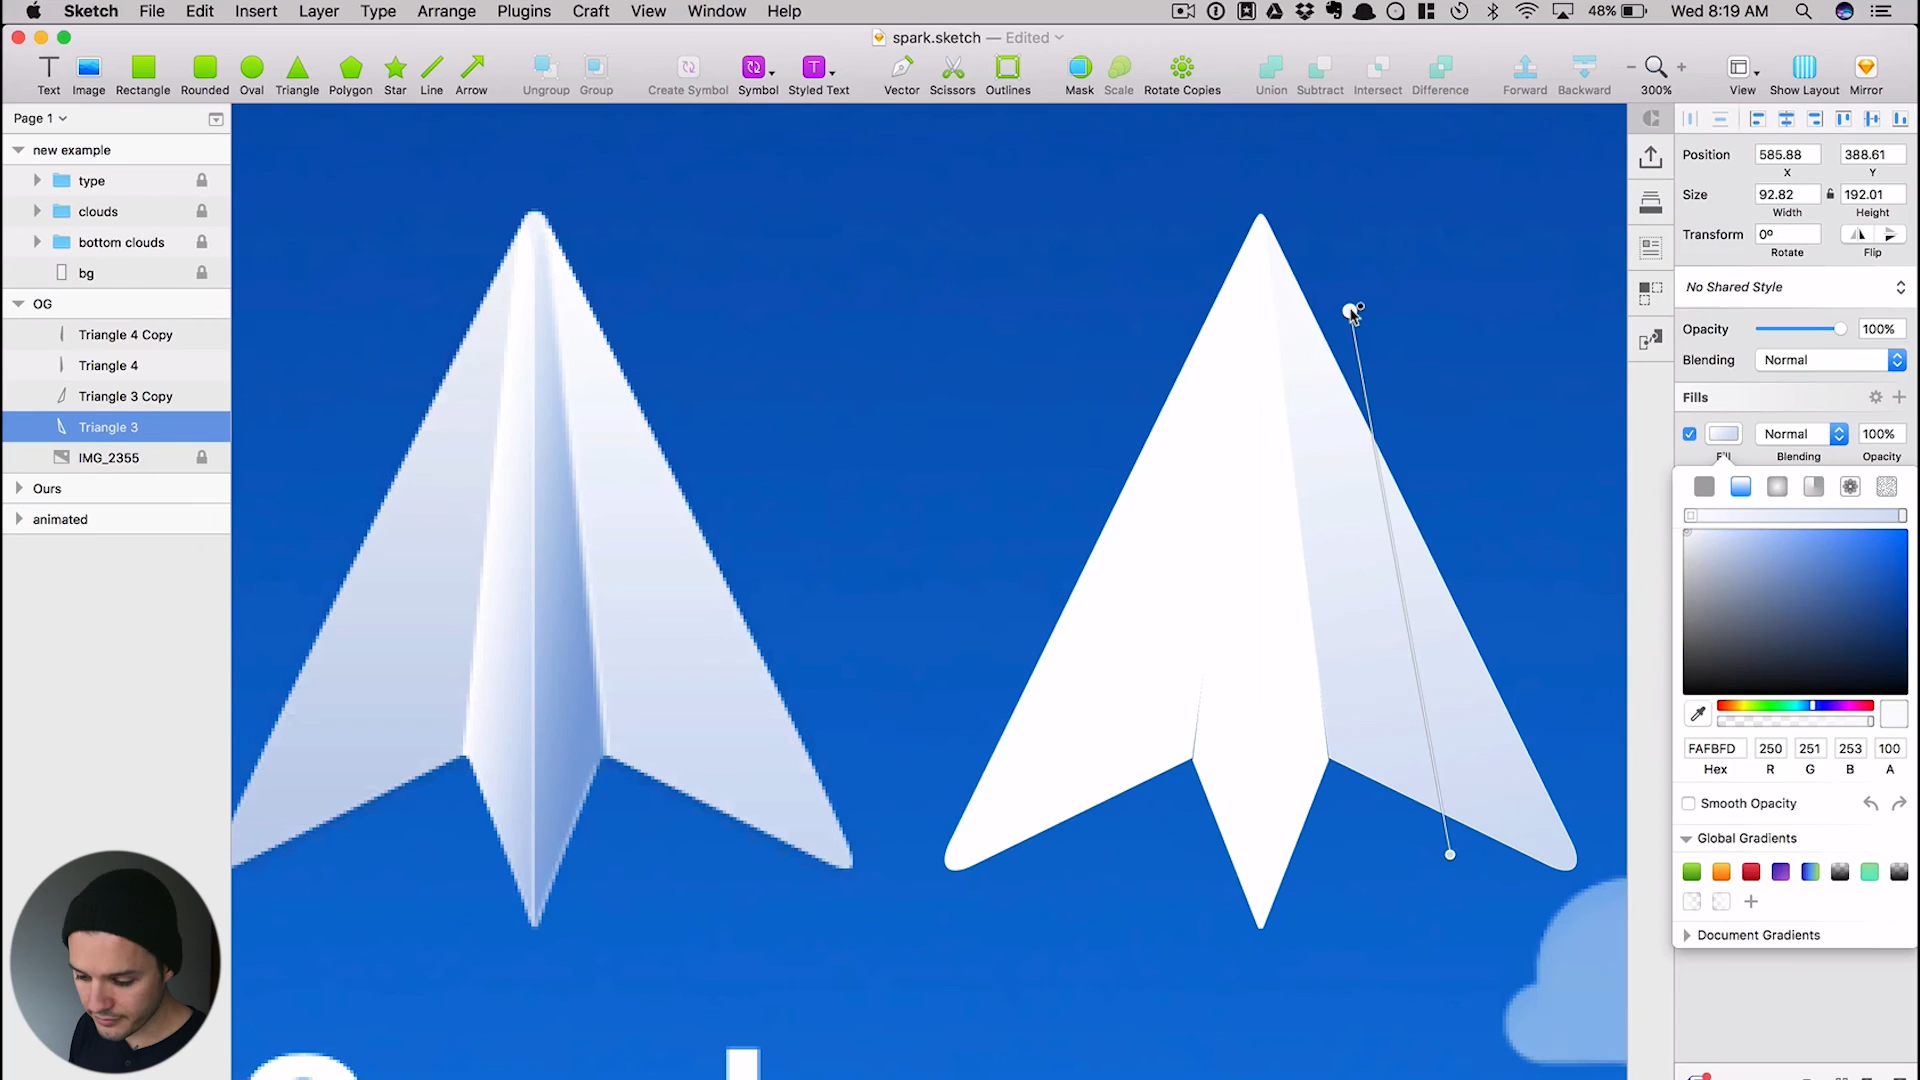 Sketch File Edit Insert Layer Type Arrange Plugins Craft View Window Help 48% Wed 8:19 AM
spark.sketch — Edited
Text Image Rectangle Rounded Oval Triangle Polygon Star Line Arrow Ungroup Group Create Symbol Symbol Styled Text Vector Scissors Outlines Mask Scale Rotate Copies Union Subtract Intersect Difference Forward Backward 300% View Show Layout Mirror
Page 1
new example
type
clouds
bottom clouds
bg
OG
Triangle 4 Copy
Triangle 4
Triangle 3 Copy
Triangle 3
IMG_2355
Ours
animated
Position 585.88 388.61
X Y
Size 92.82 192.01
Width Height
Transform 0º
Rotate Flip
No Shared Style
Opacity 100%
Blending Normal
Fills
Normal 100%
Fill Blending Opacity
FAFBFD 250 251 253 100
Hex R G B A
Smooth Opacity
Global Gradients
Document Gradients